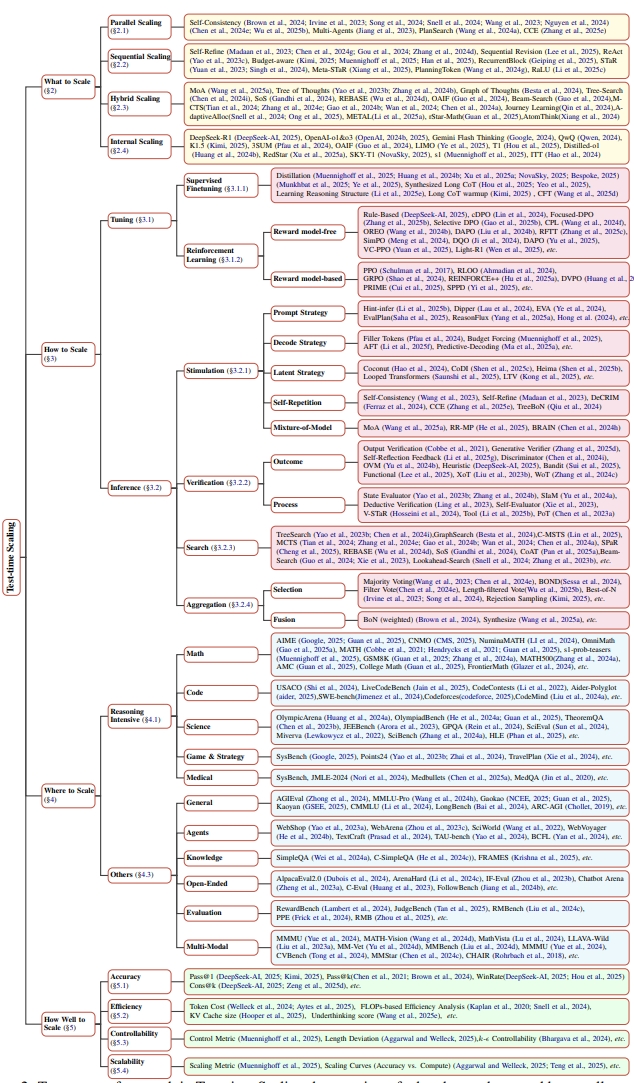 Test-time Scaling
What to Scale
(§2)
Parallel Scaling
(§2.1)
Self-Consistency (Brown et al., 2024; Irvine et al., 2023; Song et al., 2024; Snell et al., 2024; Wang et al., 2023; Nguyen et al., 2024)
(Chen et al., 2024e; Wu et al., 2025b), Multi-Agents (Jiang et al., 2023), PlanSearch (Wang et al., 2024a), CCE (Zhang et al., 2025c)
Sequential Scaling
(§2.2)
Self-Refine (Madaan et al., 2023; Chen et al., 2024g; Gou et al., 2024; Zhang et al., 2024d), Sequential Revision (Lee et al., 2025), ReAct
(Yao et al., 2023c), Budget-aware (Kimi, 2025; Muennighoff et al., 2025; Han et al., 2025), RecurrentBlock (Geiping et al., 2025), STaR
(Yuan et al., 2023; Singh et al., 2024), Meta-STaR (Xiang et al., 2025), PlanningToken (Wang et al., 2024g), RaLU (Li et al., 2025c)
Hybrid Scaling
(§2.3)
MoA (Wang et al., 2025a), Tree of Thoughts (Yao et al., 2023b; Zhang et al., 2024b), Graph of Thoughts (Besta et al., 2024), Tree-Search
(Chen et al., 2024i), SoS (Gandhi et al., 2024), REBASE (Wu et al., 2024d), OAIF (Guo et al., 2024), Beam-Search (Guo et al., 2024),M-
CTS(Tian et al., 2024; Zhang et al., 2024e; Gao et al., 2024b; Wan et al., 2024; Chen et al., 2024a), Journey Learning(Qin et al., 2024),A-
daptiveAlloc(Snell et al., 2024; Ong et al., 2025), METAL(Li et al., 2025a), rStar-Math(Guan et al., 2025),AtomThink(Xiang et al., 2024)
Internal Scaling
(§2.4)
DeepSeek-R1 (DeepSeek-AI, 2025), OpenAI-o1&o3 (OpenAI, 2024b, 2025), Gemini Flash Thinking (Google, 2024), QwQ (Qwen, 2024),
K1.5 (Kimi, 2025), 3SUM (Pfau et al., 2024), OAIF (Guo et al., 2024), LIMO (Ye et al., 2025), T1 (Hou et al., 2025), Distilled-o1
(Huang et al., 2024b), RedStar (Xu et al., 2025a), SKY-T1 (NovaSky, 2025), s1 (Muennighoff et al., 2025), ITT (Hao et al., 2024)
How to Scale
(§3)
Tuning (§3.1)
Supervised
Finetuning (§3.1.1)
Distillation (Muennighoff et al., 2025; Huang et al., 2024b; Xu et al., 2025a; NovaSky, 2025; Bespoke, 2025)
(Munkhbat et al., 2025; Ye et al., 2025), Synthesized Long CoT (Hou et al., 2025; Yeo et al., 2025),
Learning Reasoning Structure (Li et al., 2025e), Long CoT warmup (Kimi, 2025) , CFT (Wang et al., 2025d)
Reinforcement
Learning (§3.1.2)
Reward model-free
Rule-Based (DeepSeek-AI, 2025), cDPO (Lin et al., 2024), Focused-DPO
(Zhang et al., 2025b), Selective DPO (Gao et al., 2025b), CPL (Wang et al., 2024f),
OREO (Wang et al., 2024b), DAPO (Liu et al., 2024b), RFTT (Zhang et al., 2025c),
SimPO (Meng et al., 2024), DQO (Ji et al., 2024), DAPO (Yu et al., 2025),
VC-PPO (Yuan et al., 2025), Light-R1 (Wen et al., 2025), etc.
Reward model-based
PPO (Schulman et al., 2017), RLOO (Ahmadian et al., 2024),
GRPO (Shao et al., 2024), REINFORCE++ (Hu et al., 2025a), DVPO (Huang et al., 2
PRIME (Cui et al., 2025), SPPD (Yi et al., 2025), etc.
Inference (§3.2)
Stimulation (§3.2.1)
Prompt Strategy
Hint-infer (Li et al., 2025b), Dipper (Lau et al., 2024), EVA (Ye et al., 2024),
EvalPlan(Saha et al., 2025), ReasonFlux (Yang et al., 2025a), Hong et al. (2024), etc.
Decode Strategy
Filler Tokens (Pfau et al., 2024), Budget Forcing (Muennighoff et al., 2025),
AFT (Li et al., 2025f), Predictive-Decoding (Ma et al., 2025a), etc.
Latent Strategy
Coconut (Hao et al., 2024), CoDI (Shen et al., 2025c), Heima (Shen et al., 2025b),
Looped Transformers (Saunshi et al., 2025), LTV (Kong et al., 2025), etc.
Self-Repetition
Self-Consistency (Wang et al., 2023), Self-Refine (Madaan et al., 2023), DeCRIM
(Ferraz et al., 2024), CCE (Zhang et al., 2025e), TreeBoN (Qiu et al., 2024)
Mixture-of-Model
MoA (Wang et al., 2025a), RR-MP (He et al., 2025), BRAIN (Chen et al., 2024h)
Verification (§3.2.2)
Outcome
Output Verification (Cobbe et al., 2021), Generative Verifier (Zhang et al., 2025d),
Self-Reflection Feedback (Li et al., 2025g), Discriminator (Chen et al., 2024j),
OVM (Yu et al., 2024b), Heuristic (DeepSeek-AI, 2025), Bandit (Sui et al., 2025),
Functional (Lee et al., 2025), XoT (Liu et al., 2023b), WoT (Zhang et al., 2024c)
Process
State Evaluator (Yao et al., 2023b; Zhang et al., 2024b), SIaM (Yu et al., 2024a),
Deductive Verification (Ling et al., 2023), Self-Evaluator (Xie et al., 2023),
V-STaR (Hosseini et al., 2024), Tool (Li et al., 2025b), PoT (Chen et al., 2023a)
Search (§3.2.3)
TreeSearch (Yao et al., 2023b; Chen et al., 2024i),GraphSearch (Besta et al., 2024),C-MSTS (Lin et al., 2025),
MCTS (Tian et al., 2024; Zhang et al., 2024e; Gao et al., 2024b; Wan et al., 2024; Chen et al., 2024a), SPaR
(Cheng et al., 2025), REBASE (Wu et al., 2024d), SoS (Gandhi et al., 2024), CoAT (Pan et al., 2025a),Beam-
Search (Guo et al., 2024; Xie et al., 2023), Lookahead-Search (Snell et al., 2024; Zhang et al., 2023b), etc.
Aggregation (§3.2.4)
Selection
Majority Voting(Wang et al., 2023; Chen et al., 2024e), BOND(Sessa et al., 2024),
Filter Vote(Chen et al., 2024e), Length-filtered Vote(Wu et al., 2025b), Best-of-N
(Irvine et al., 2023; Song et al., 2024), Rejection Sampling (Kimi, 2025), etc.
Fusion
BoN (weighted) (Brown et al., 2024), Synthesize (Wang et al., 2025a), etc.
Where to Scale
(§4)
Reasoning
Intensive (§4.1)
Math
AIME (Google, 2025; Guan et al., 2025), CNMO (CMS, 2025), NuminaMATH (LI et al., 2024), OmniMath
(Gao et al., 2025a), MATH (Cobbe et al., 2021; Hendrycks et al., 2021; Guan et al., 2025), s1-prob-teasers
(Muennighoff et al., 2025), GSM8K (Guan et al., 2025; Zhang et al., 2024a), MATH500(Zhang et al., 2024a),
AMC (Guan et al., 2025), College Math (Guan et al., 2025), FrontierMath (Glazer et al., 2024), etc.
Code
USACO (Shi et al., 2024), LiveCodeBench (Jain et al., 2025), CodeContests (Li et al., 2022), Aider-Polyglot
(aider, 2025),SWE-bench(Jimenez et al., 2024),Codeforces(codeforce, 2025),CodeMind (Liu et al., 2024a), etc.
Science
OlympicArena (Huang et al., 2024a), OlympiadBench (He et al., 2024a; Guan et al., 2025), TheoremQA
(Chen et al., 2023b), JEEBench (Arora et al., 2023), GPQA (Rein et al., 2024), SciEval (Sun et al., 2024),
Miverva (Lewkowycz et al., 2022), SciBench (Zhang et al., 2024a), HLE (Phan et al., 2025), etc.
Game & Strategy
SysBench (Google, 2025), Points24 (Yao et al., 2023b; Zhai et al., 2024), TravelPlan (Xie et al., 2024), etc.
Medical
SysBench, JMLE-2024 (Nori et al., 2024), Medbullets (Chen et al., 2025a), MedQA (Jin et al., 2020), etc.
Others (§4.3)
General
AGIEval (Zhong et al., 2024), MMLU-Pro (Wang et al., 2024h), Gaokao (NCEE, 2025; Guan et al., 2025),
Kaoyan (GSEE, 2025), CMMLU (Li et al., 2024), LongBench (Bai et al., 2024), ARC-AGI (Chollet, 2019), etc.
Agents
WebShop (Yao et al., 2023a), WebArena (Zhou et al., 2023c), SciWorld (Wang et al., 2022), WebVoyager
(He et al., 2024b), TextCraft (Prasad et al., 2024), TAU-bench (Yao et al., 2024), BCFL (Yan et al., 2024), etc.
Knowledge
SimpleQA (Wei et al., 2024a), C-SimpleQA (He et al., 2024c)), FRAMES (Krishna et al., 2025), etc.
Open-Ended
AlpacaEval2.0 (Dubois et al., 2024), ArenaHard (Li et al., 2024c), IF-Eval (Zhou et al., 2023b), Chatbot Arena
(Zheng et al., 2023a), C-Eval (Huang et al., 2023), FollowBench (Jiang et al., 2024b), etc.
Evaluation
RewardBench (Lambert et al., 2024), JudgeBench (Tan et al., 2025), RMBench (Liu et al., 2024c),
PPE (Frick et al., 2024), RMB (Zhou et al., 2025), etc.
Multi-Modal
MMMU (Yue et al., 2024), MATH-Vision (Wang et al., 2024d), MathVista (Lu et al., 2024), LLAVA-Wild
(Liu et al., 2023a), MM-Vet (Yu et al., 2024d), MMBench (Liu et al., 2024d), MMMU (Yue et al., 2024),
CVBench (Tong et al., 2024), MMStar (Chen et al., 2024c), CHAIR (Rohrbach et al., 2018), etc.
How Well to
Scale (§5)
Accuracy
(§5.1)
Pass@1 (DeepSeek-AI, 2025; Kimi, 2025), Pass@k(Chen et al., 2021; Brown et al., 2024), WinRate(DeepSeek-AI, 2025; Hou et al., 2025)
Cons@k (DeepSeek-AI, 2025; Zeng et al., 2025d), etc.
Efficiency
(§5.2)
Token Cost (Welleck et al., 2024; Aytes et al., 2025), FLOPs-based Efficiency Analysis (Kaplan et al., 2020; Snell et al., 2024),
KV Cache size (Hooper et al., 2025), Underthinking score (Wang et al., 2025e), etc.
Controllability
(§5.3)
Control Metric (Muennighoff et al., 2025), Length Deviation (Aggarwal and Welleck, 2025),k-ϵ Controllability (Bhargava et al., 2024), etc.
Scalability
(§5.4)
Scaling Metric (Muennighoff et al., 2025), Scaling Curves (Accuracy vs. Compute) (Aggarwal and Welleck, 2025; Teng et al., 2025), etc.